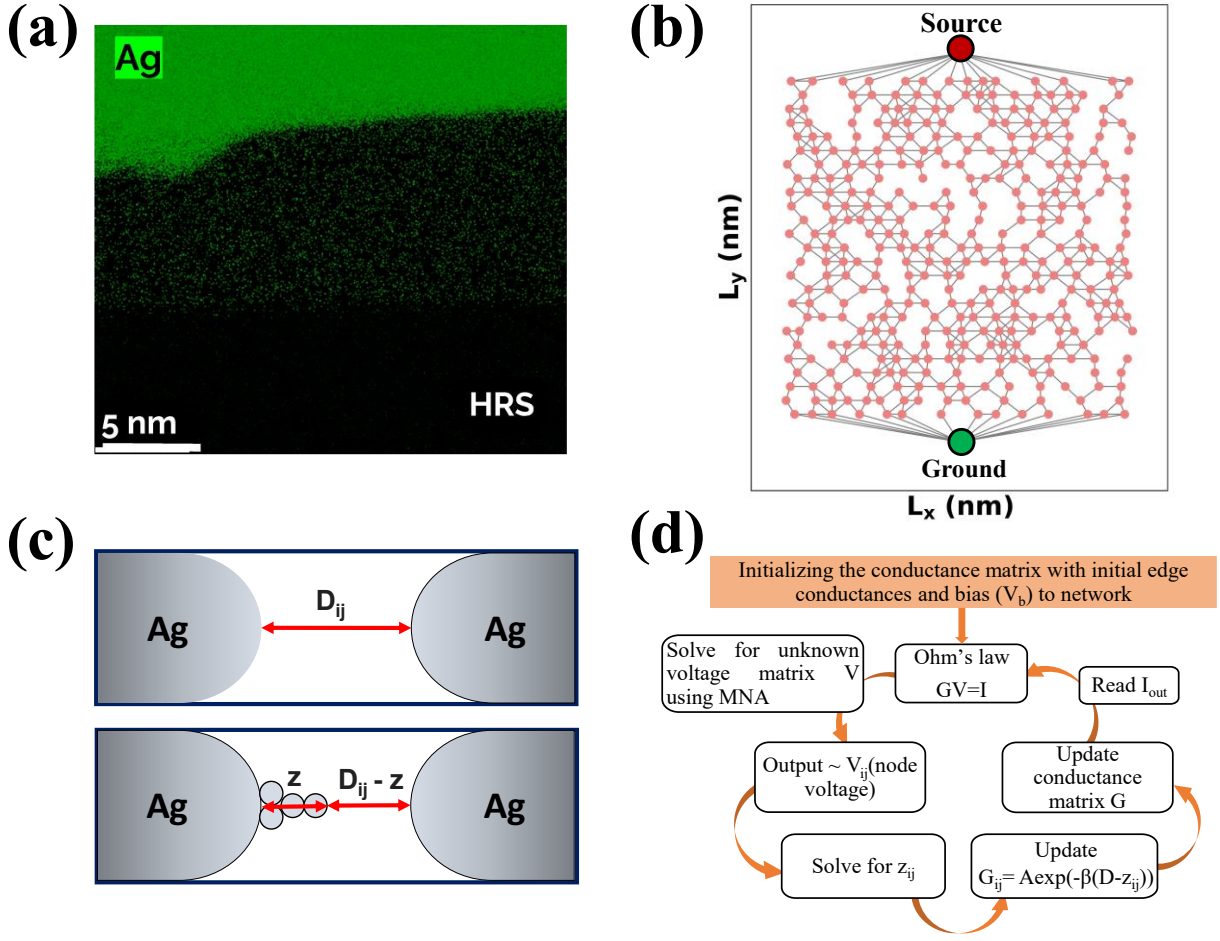 (a)
Ag
HRS
5 nm
(b)
Source
Ground
L_y (nm)
L_x (nm)
(c)
D_ij
Ag
Ag
z
D_ij - z
Ag
Ag
(d)
Initializing the conductance matrix with initial edge
conductances and bias (V_b) to network
Solve for unknown
voltage matrix V
using MNA
Ohm's law
GV=I
Read I_out
Output ~ V_ij(node
voltage)
Update
conductance
matrix G
Solve for z_ij
Update
G_ij= Aexp(-β(D-z_ij))